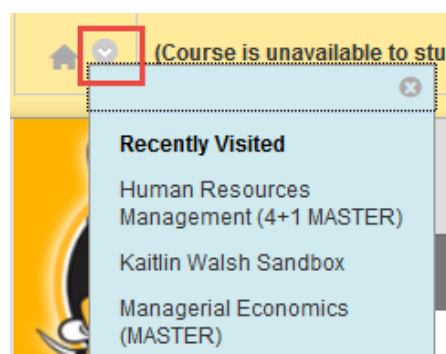 (Course is unavailable to stu
Recently Visited
Human Resources
Management (4+1 MASTER)
Kaitlin Walsh Sandbox
Managerial Economics
(MASTER)